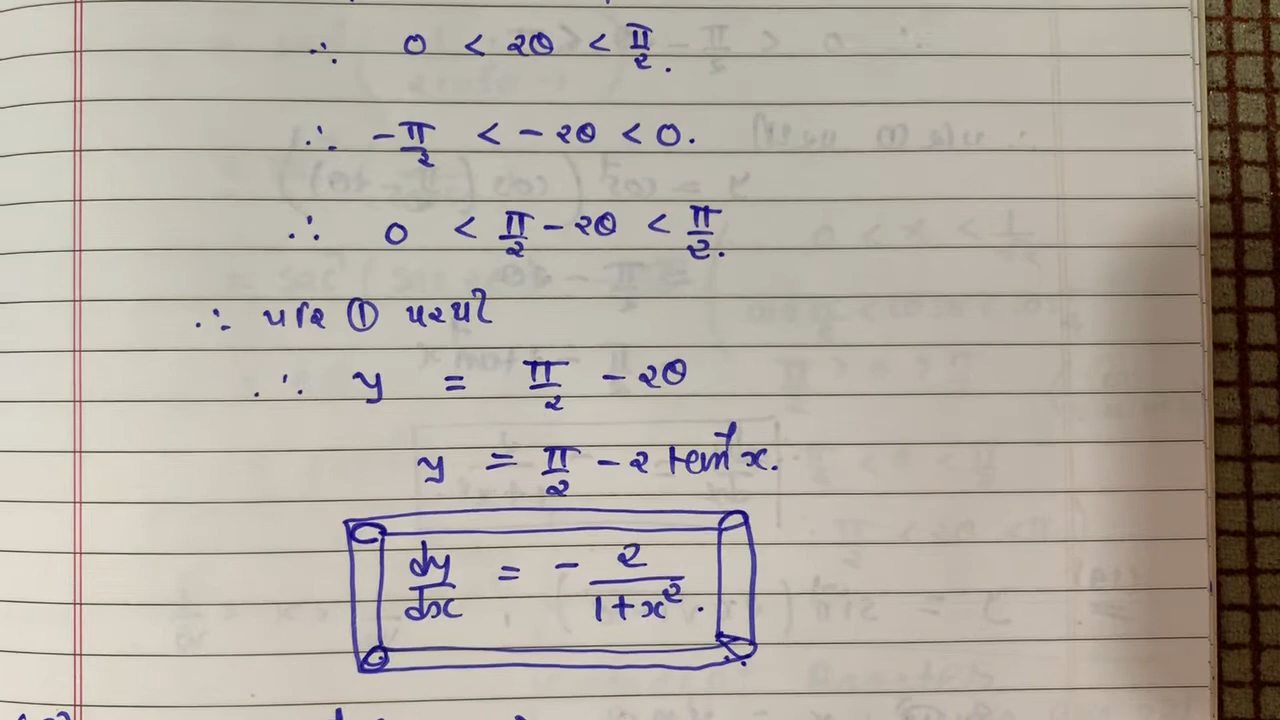 ∴ 0 < 2θ < π/2.
∴ -π/2 < -2θ < 0.
∴ 0 < π/2 - 2θ < π/2.
∴ પરિ ① પરથી
∴ y = π/2 - 2θ
y = π/2 - 2 tan⁻¹x.
dy/dx = - 2/(1+x²).